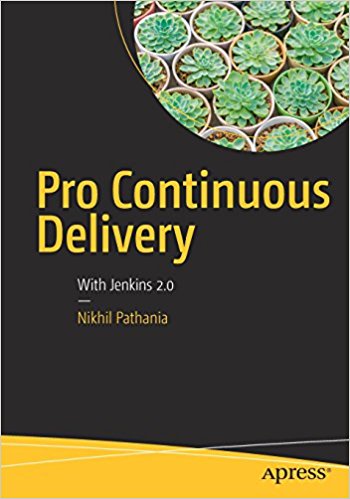 Pro Continuous
Delivery
With Jenkins 2.0
—
Nikhil Pathania
Apress®